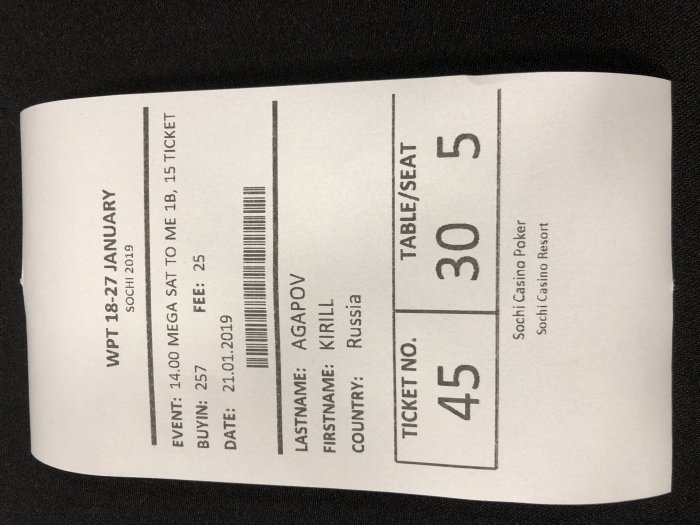 WPT 18-27 JANUARY
SOCHI 2019
EVENT: 14.00 MEGA SAT TO ME 1B, 15 TICKET
BUYIN: 257 FEE: 25
DATE: 21.01.2019
LASTNAME: AGAPOV
FIRSTNAME: KIRILL
COUNTRY: Russia
TICKET NO. TABLE/SEAT
45 30 5
Sochi Casino Poker
Sochi Casino Resort